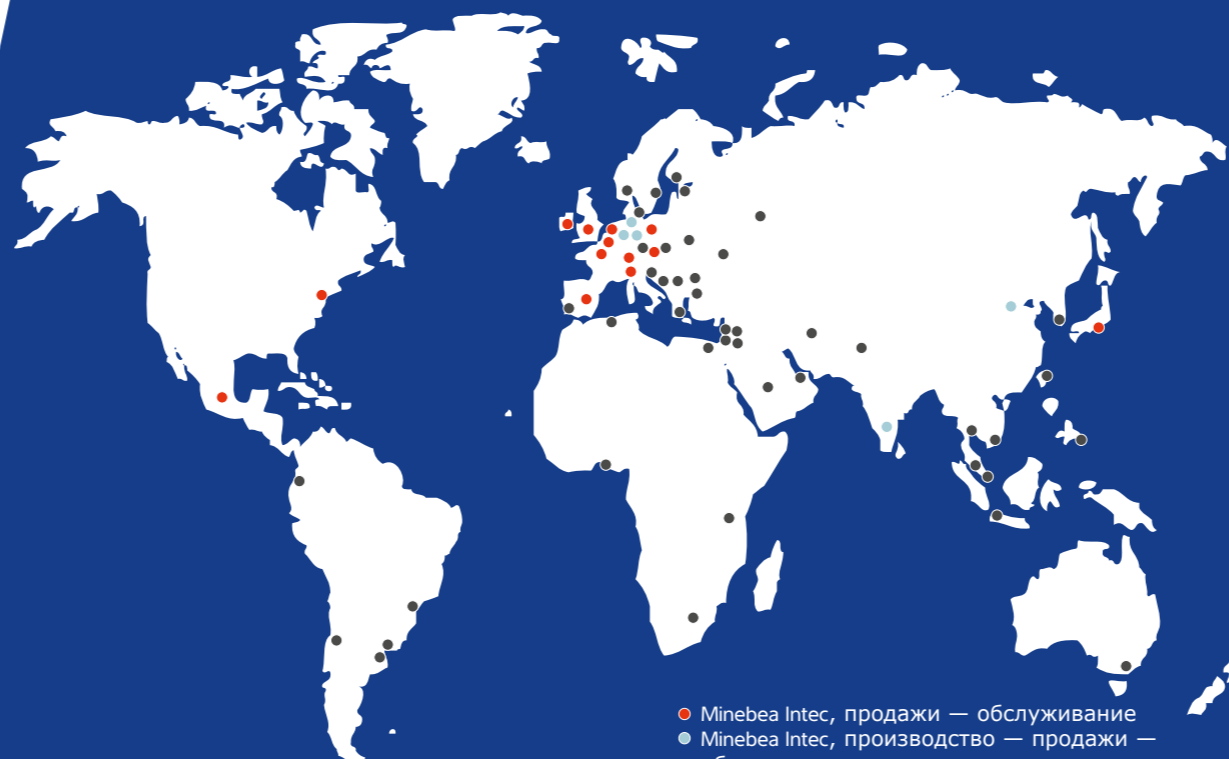 Minebea Intec, продажи — обслуживание
Minebea Intec, производство — продажи —